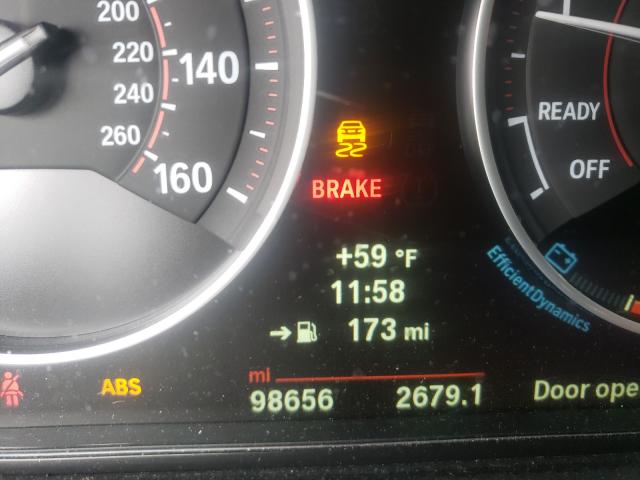 200
220
240
260
140
160
BRAKE
READY
OFF
+59 °F
11:58
173 mi
EfficientDynamics
ABS
mi
98656 2679.1
Door ope